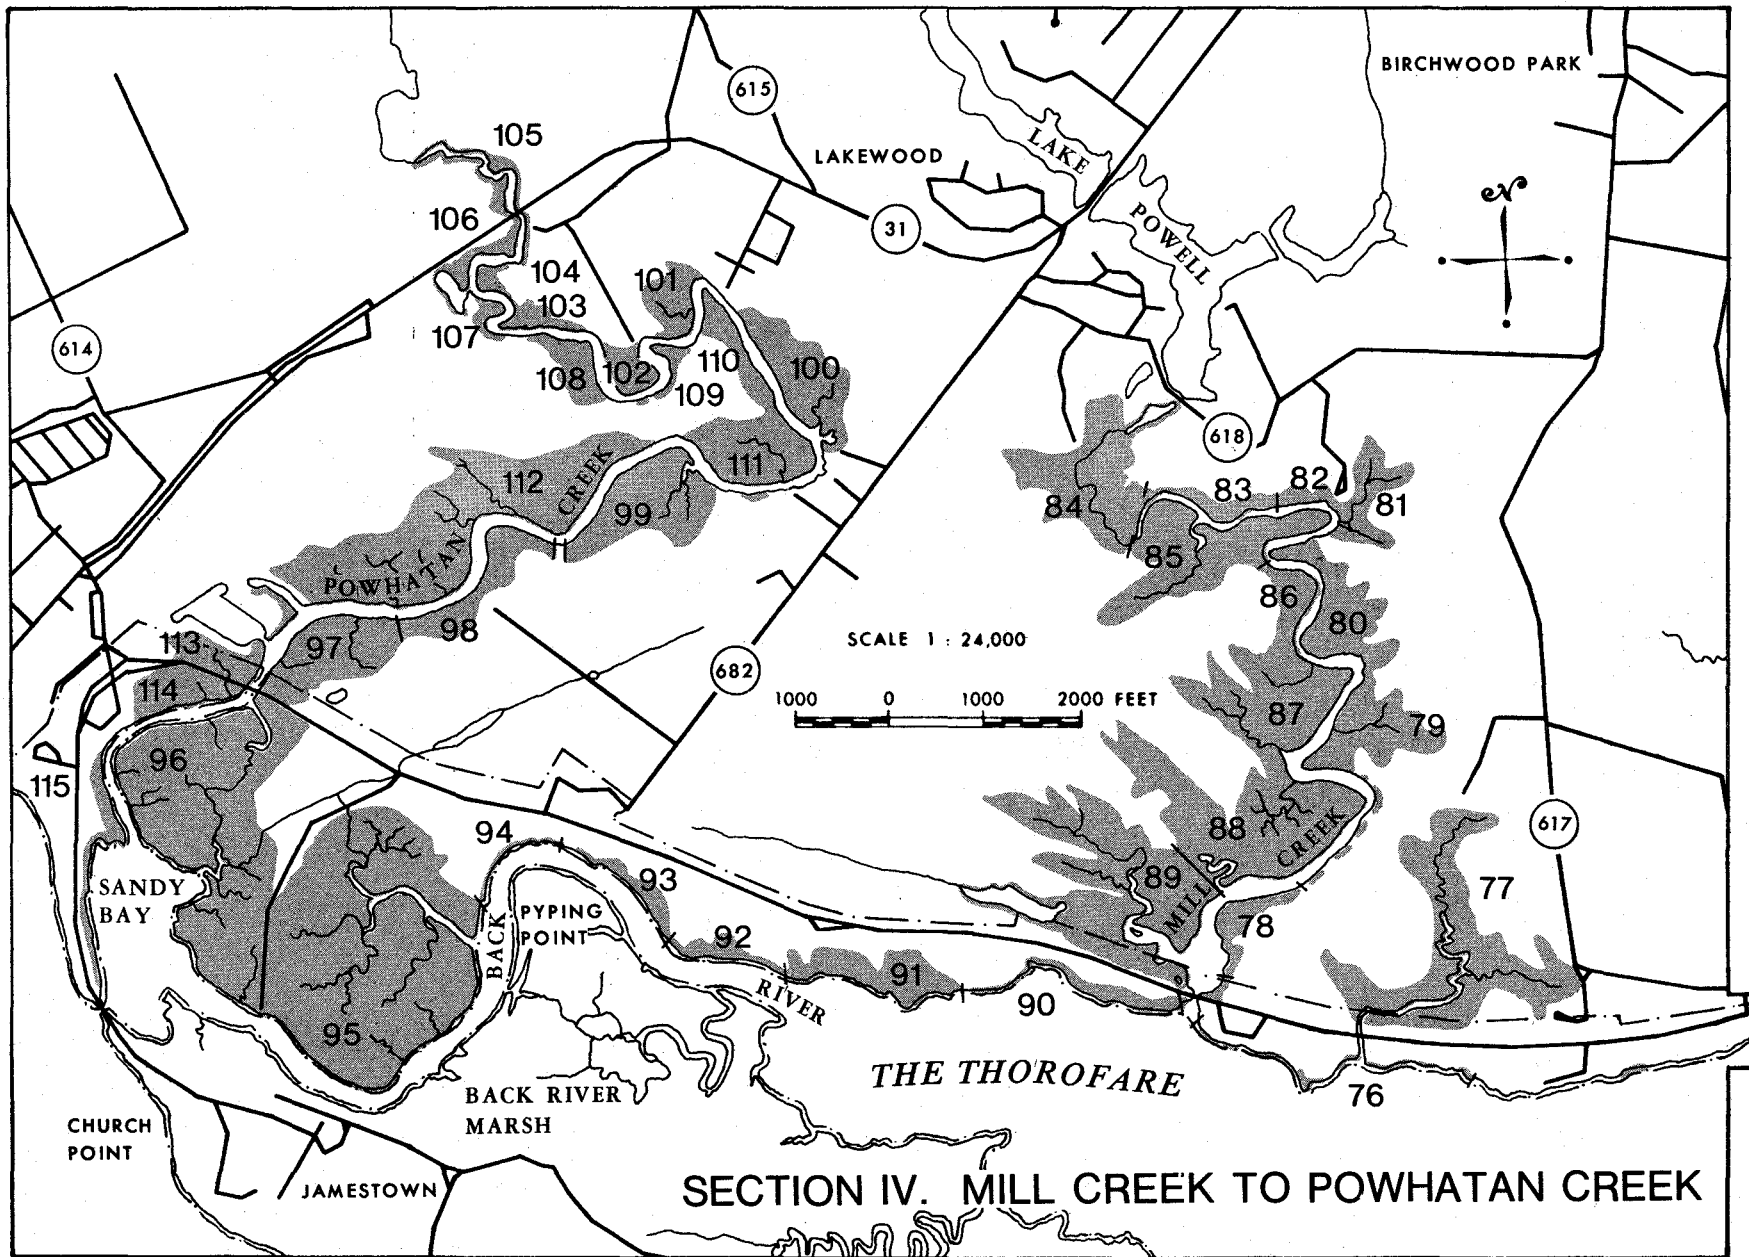 BIRCHWOOD PARK
615
105
LAKEWOOD
LAKE
N
106
31
POWELL
104
101
103
107
614
110
100
108
102
109
618
CREEK
111
112
83
82
81
84
99
85
POWHATAN
86
80
113
97
98
SCALE 1 : 24,000
114
682
1000 0 1000 2000 FEET
87
79
96
115
617
94
88
CREEK
93
89
77
SANDY
BAY
MILL
PYPING
POINT
BACK
78
92
91
RIVER
90
95
THE THOROFARE
BACK RIVER
MARSH
76
CHURCH
POINT
JAMESTOWN
SECTION IV. MILL CREEK TO POWHATAN CREEK